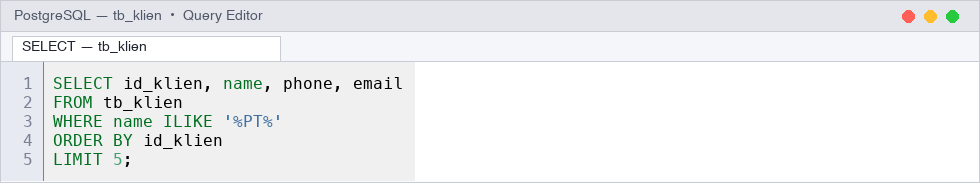 PostgreSQL — tb_klien • Query Editor
SELECT — tb_klien
1 SELECT id_klien, name, phone, email
2 FROM tb_klien
3 WHERE name ILIKE '%PT%'
4 ORDER BY id_klien
5 LIMIT 5;